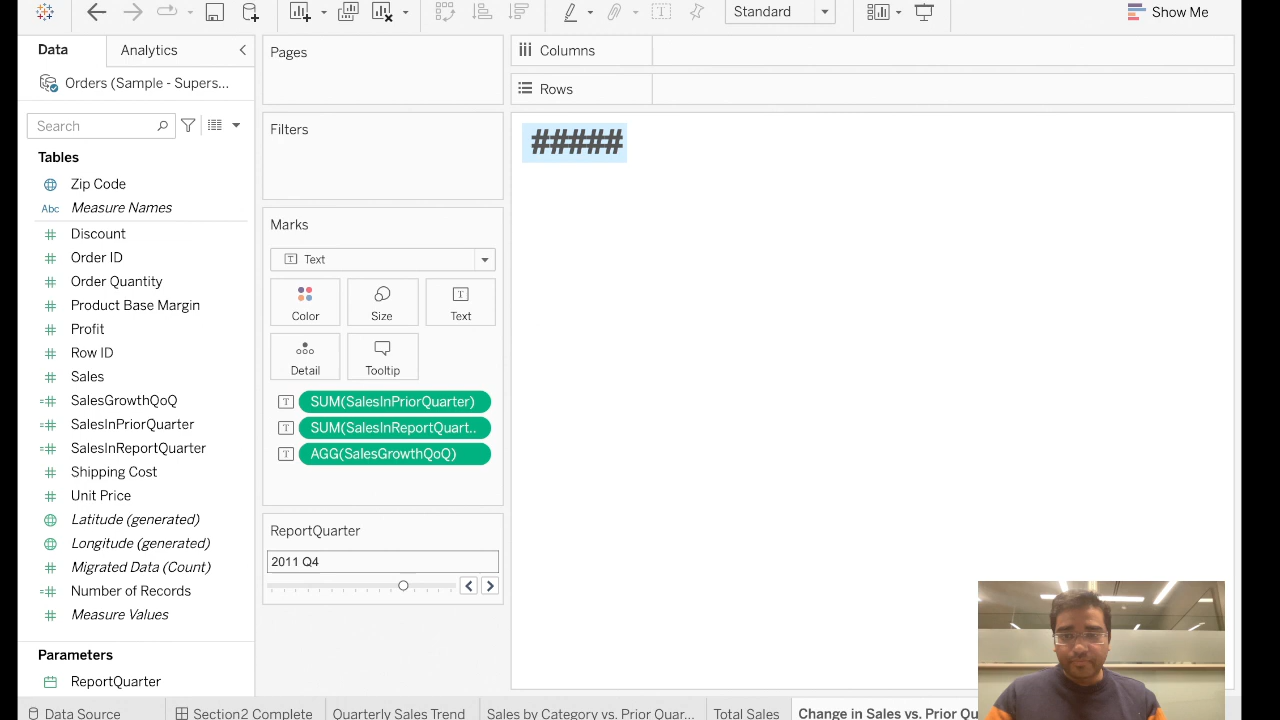 Standard
Show Me
Data
Analytics
Orders (Sample - Supers...
Search
Tables
Zip Code
Abc Measure Names
Discount
Order ID
Order Quantity
Product Base Margin
Profit
Row ID
Sales
SalesGrowthQoQ
SalesInPriorQuarter
SalesInReportQuarter
Shipping Cost
Unit Price
Latitude (generated)
Longitude (generated)
Migrated Data (Count)
Number of Records
Measure Values
Parameters
ReportQuarter
Pages
Filters
Marks
T Text
Color
Size
T Text
Detail
Tooltip
T SUM(SalesInPriorQuarter)
T SUM(SalesInReportQuart..
T AGG(SalesGrowthQoQ)
ReportQuarter
2011 Q4
Columns
Rows
#####
Data Source
Section2 Complete
Quarterly Sales Trend
Sales by Category vs. Prior Quar...
Total Sales
Change in Sales vs. Prior Qu